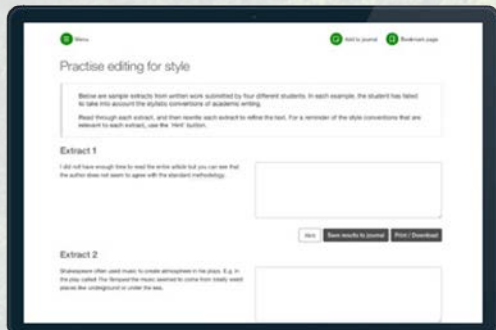 Menu
Add to journal
Bookmark page
Practise editing for style
Below are sample extracts from written work submitted by four different students. In each example, the student has failed
to take into account the stylistic conventions of academic writing.
Read through each extract, and then rewrite each extract to refine the text. For a reminder of the style conventions that are
relevant to each extract, use the 'Hint' button.
Extract 1
I did not have enough time to read the entire article but you can see that
the author does not seem to agree with the standard methodology.
Hint
Save results to journal
Print / Download
Extract 2
Shakespeare often used music to create atmosphere in his plays. E.g. in
the play called The Tempest the music seemed to come from totally weird
places like underground or under the sea.